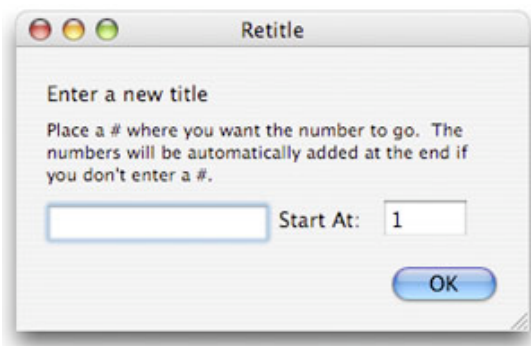 Retitle
Enter a new title
Place a # where you want the number to go. The
numbers will be automatically added at the end if
you don't enter a #.
Start At: 1
OK